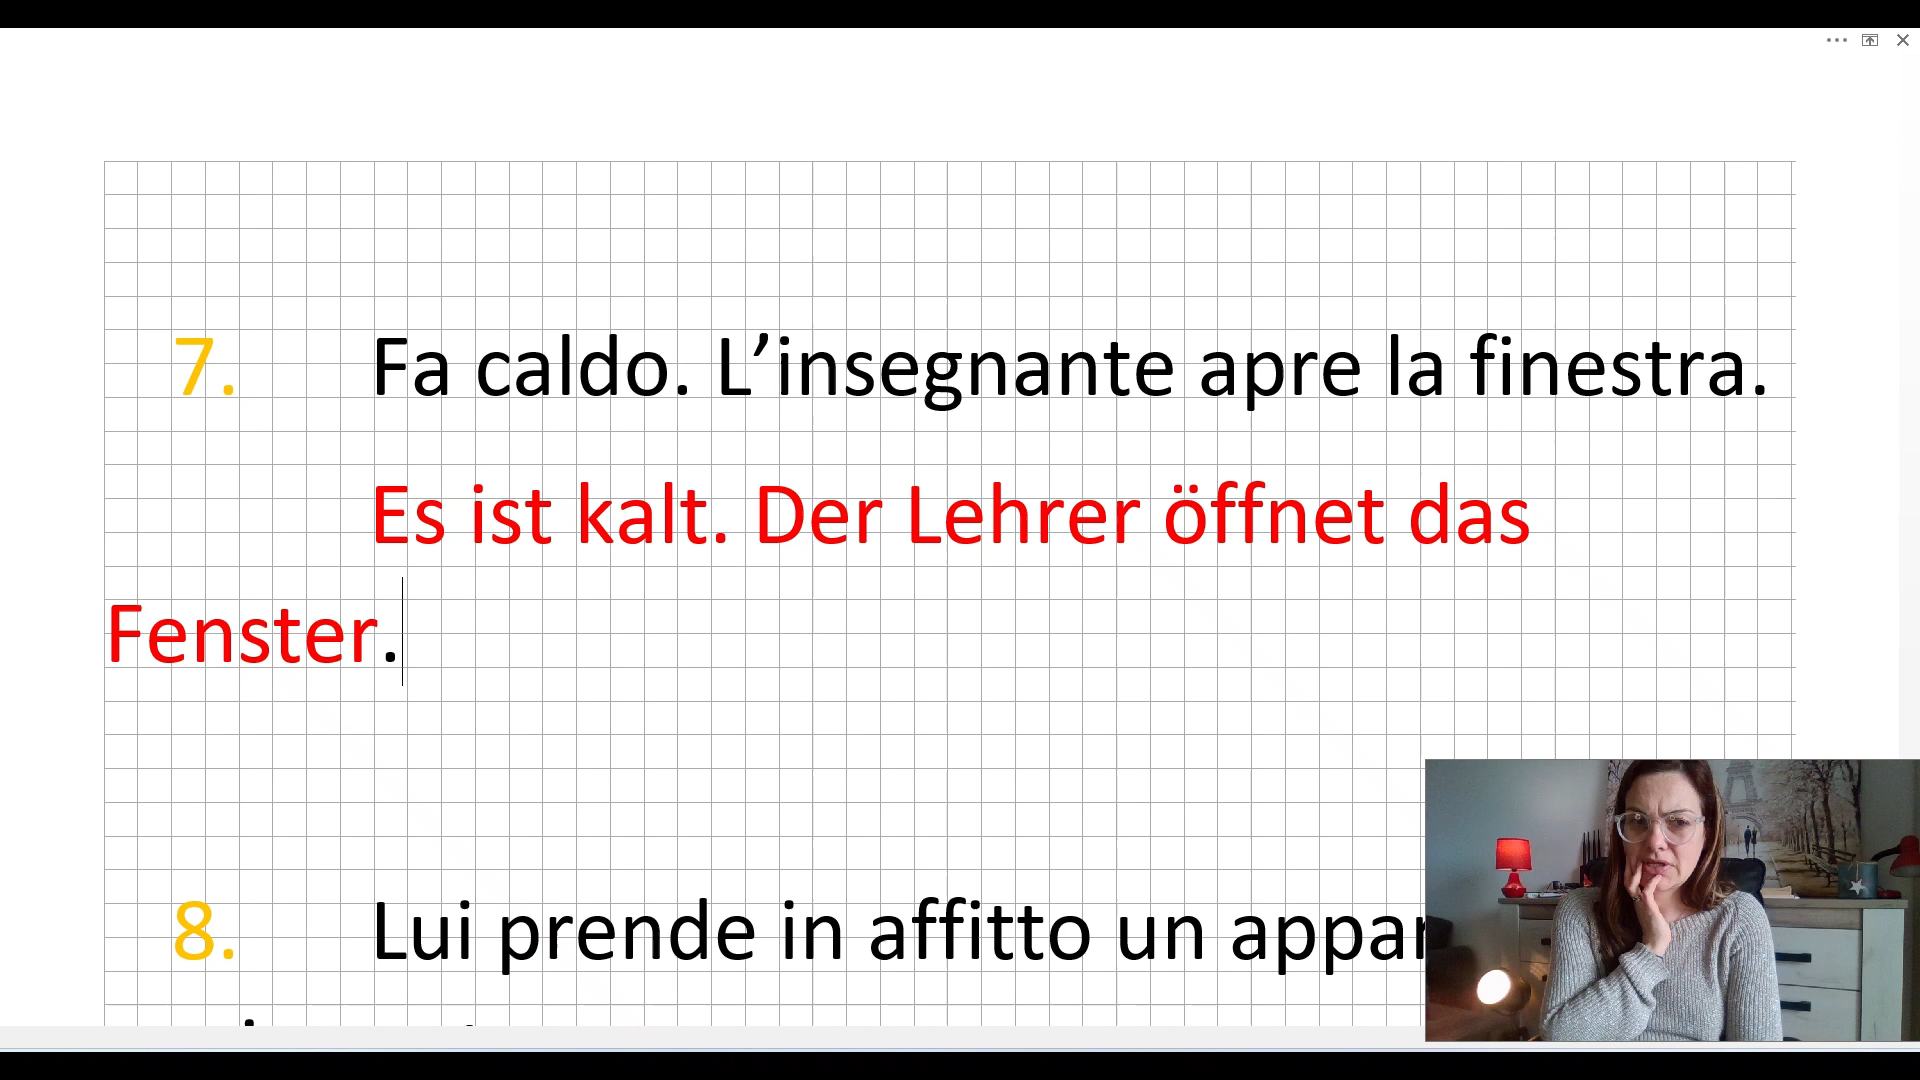 7. Fa caldo. L’insegnante apre la finestra.
Es ist kalt. Der Lehrer öffnet das
Fenster.
8. Lui prende in affitto un